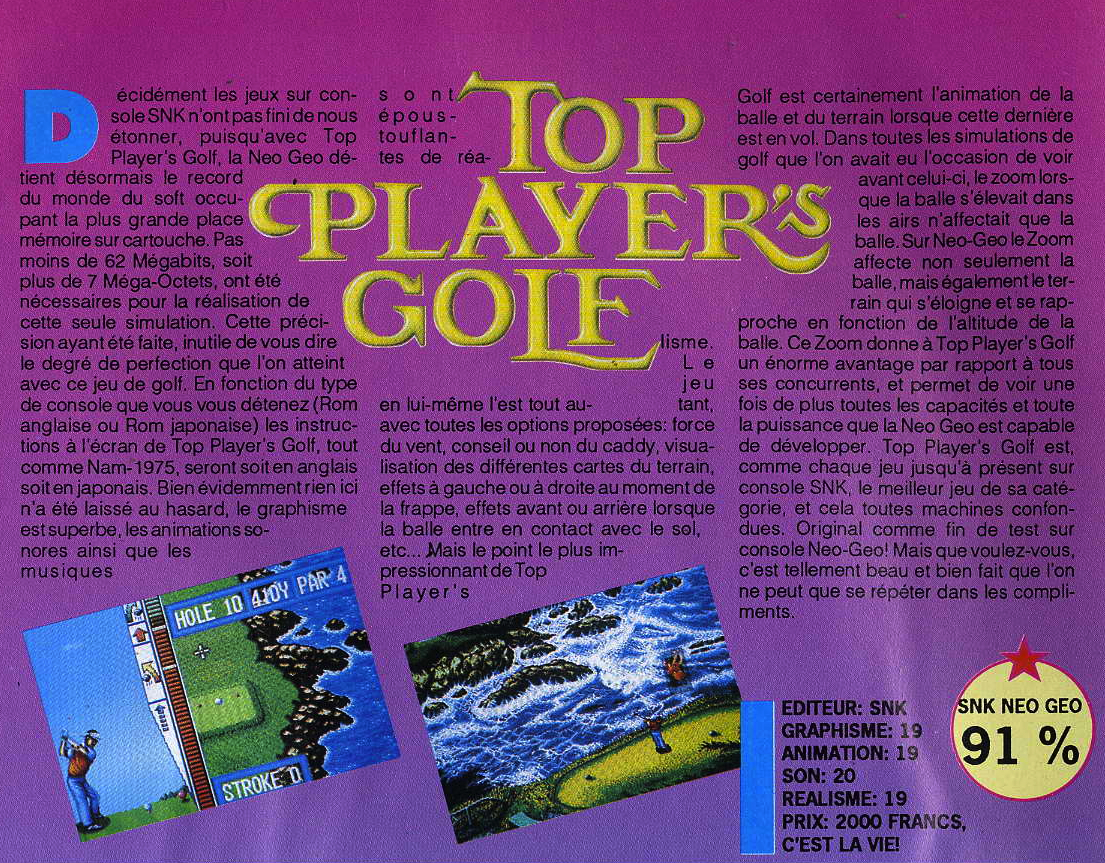 TOP
PLAYER'S
GOLF
Décidément les jeux sur con-
sole SNK n'ont pas fini de nous
étonner, puisqu'avec Top
Player's Golf, la Neo Geo dé-
tient désormais le record
du monde du soft occu-
pant la plus grande place
mémoire sur cartouche. Pas
moins de 62 Mégabits, soit
plus de 7 Méga-Octets, ont été
nécessaires pour la réalisation de
cette seule simulation. Cette préci-
sion ayant été faite, inutile de vous dire
le degré de perfection que l'on atteint
avec ce jeu de golf. En fonction du type
de console que vous vous détenez (Rom
anglaise ou Rom japonaise) les instruc-
tions à l'écran de Top Player's Golf, tout
comme Nam-1975, seront soit en anglais
soit en japonais. Bien évidemment rien ici
n'a été laissé au hasard, le graphisme
est superbe, les animations so-
nores ainsi que les
musiques
sont
épous-
touflan-
tes de réa-
lisme.
Le
jeu
en lui-même l'est tout au- tant,
avec toutes les options proposées: force
du vent, conseil ou non du caddy, visua-
lisation des différentes cartes du terrain,
effets à gauche ou à droite au moment de
la frappe, effets avant ou arrière lorsque
la balle entre en contact avec le sol,
etc... Mais le point le plus im-
pressionnant de Top
Player's
Golf est certainement l'animation de la
balle et du terrain lorsque cette dernière
est en vol. Dans toutes les simulations de
golf que l'on avait eu l'occasion de voir
avant celui-ci, le zoom lors-
que la balle s'élevait dans
les airs n'affectait que la
balle. Sur Neo-Geo le Zoom
affecte non seulement la
balle, mais également le ter-
rain qui s'éloigne et se rap-
proche en fonction de l'altitude de la
balle. Ce Zoom donne à Top Player's Golf
un énorme avantage par rapport à tous
ses concurrents, et permet de voir une
fois de plus toutes les capacités et toute
la puissance que la Neo Geo est capable
de développer. Top Player's Golf est,
comme chaque jeu jusqu'à présent sur
console SNK, le meilleur jeu de sa caté-
gorie, et cela toutes machines confon-
dues. Original comme fin de test sur
console Neo-Geo! Mais que voulez-vous,
c'est tellement beau et bien fait que l'on
ne peut que se répéter dans les compli-
ments.
HOLE 10 410Y PAR 4
STROKE 0
EDITEUR: SNK
GRAPHISME: 19
ANIMATION: 19
SON: 20
REALISME: 19
PRIX: 2000 FRANCS,
C'EST LA VIE!
SNK NEO GEO
91 %